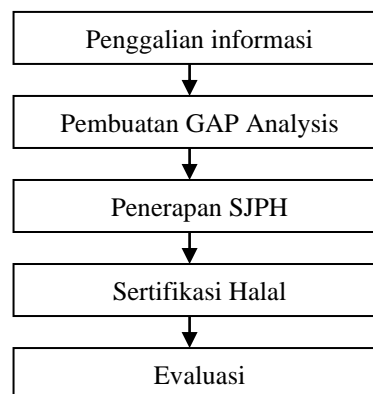 Penggalian informasi
Pembuatan GAP Analysis
Penerapan SJPH
Sertifikasi Halal
Evaluasi